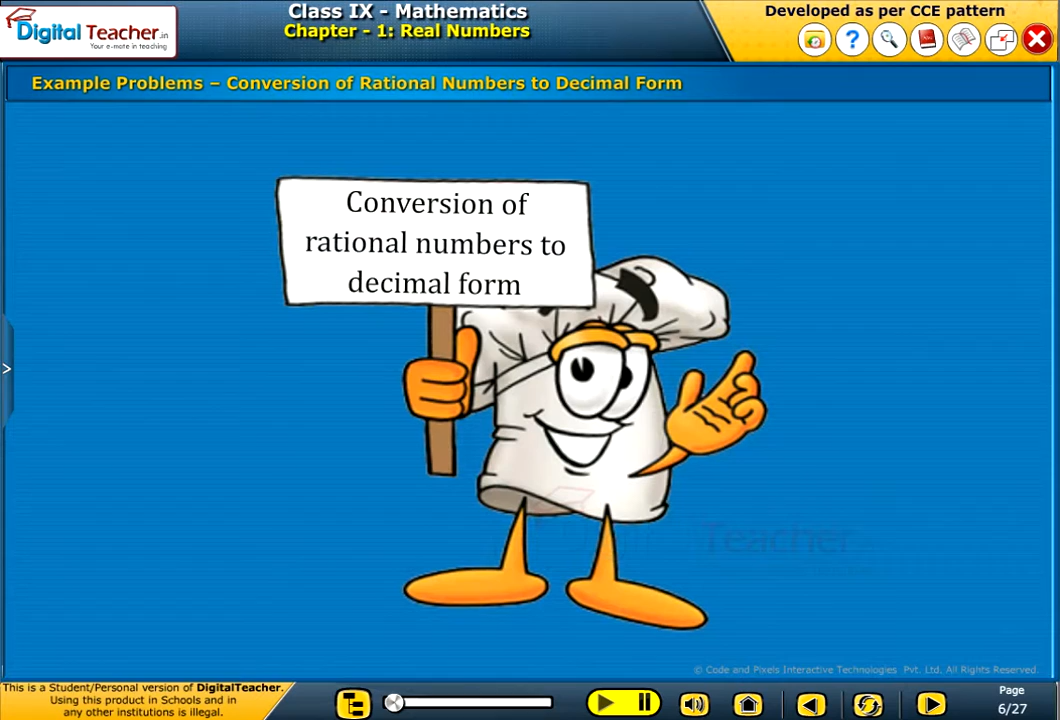 Digital Teacher.in
Your e-mate in teaching
Class IX - Mathematics
Chapter - 1: Real Numbers
Developed as per CCE pattern
Example Problems – Conversion of Rational Numbers to Decimal Form
Conversion of
rational numbers to
decimal form
Teacher
© Code and Pixels Interactive Technologies Pvt. Ltd. All Rights Reserved.
This is a Student/Personal version of DigitalTeacher.
Using this product in Schools and in
any other institutions is illegal.
Page
6/27